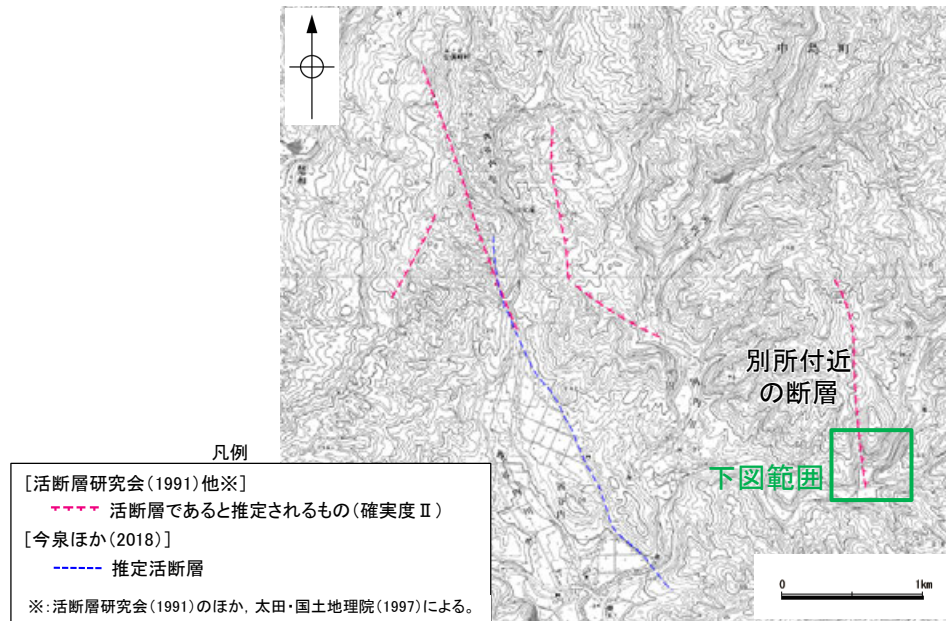 中島町
別所付近
の断層
下図範囲
0 1km
凡例
[活断層研究会(1991)他※]
活断層であると推定されるもの(確実度Ⅱ)
[今泉ほか(2018)]
推定活断層
※:活断層研究会(1991)のほか, 太田・国土地理院(1997)による。